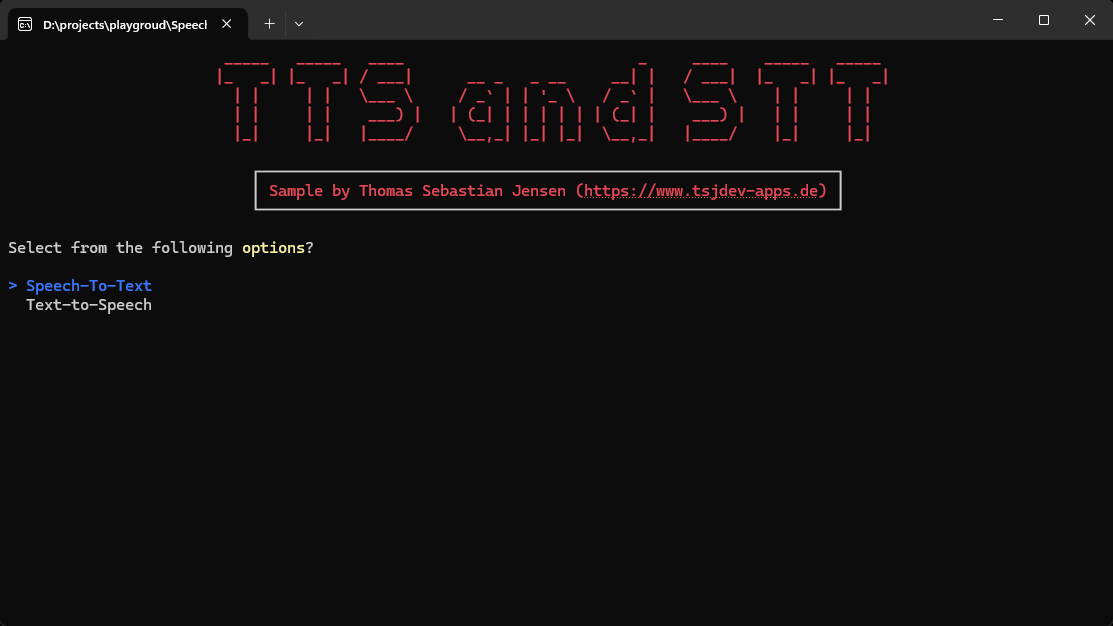 D:\projects\playgroud\Speecl
TTS and STT
Sample by Thomas Sebastian Jensen (https://www.tsjdev-apps.de)
Select from the following options?
> Speech-To-Text
Text-to-Speech